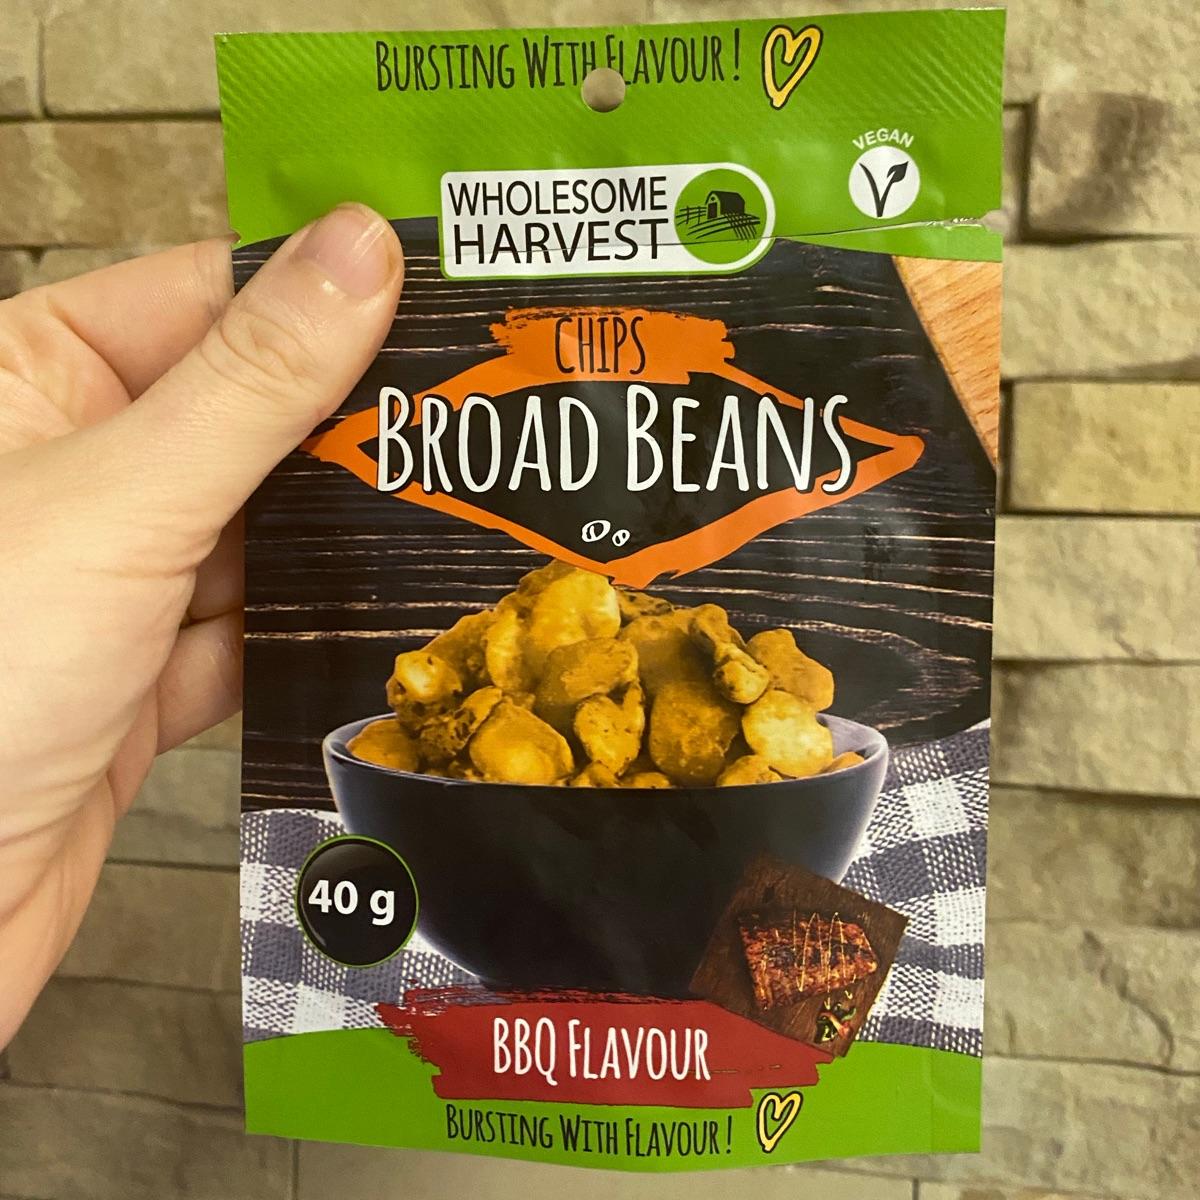 BURSTING WITH FLAVOUR!
VEGAN
WHOLESOME
HARVEST
CHIPS
BROAD BEANS
40 g
BBQ FLAVOUR
BURSTING WITH FLAVOUR!